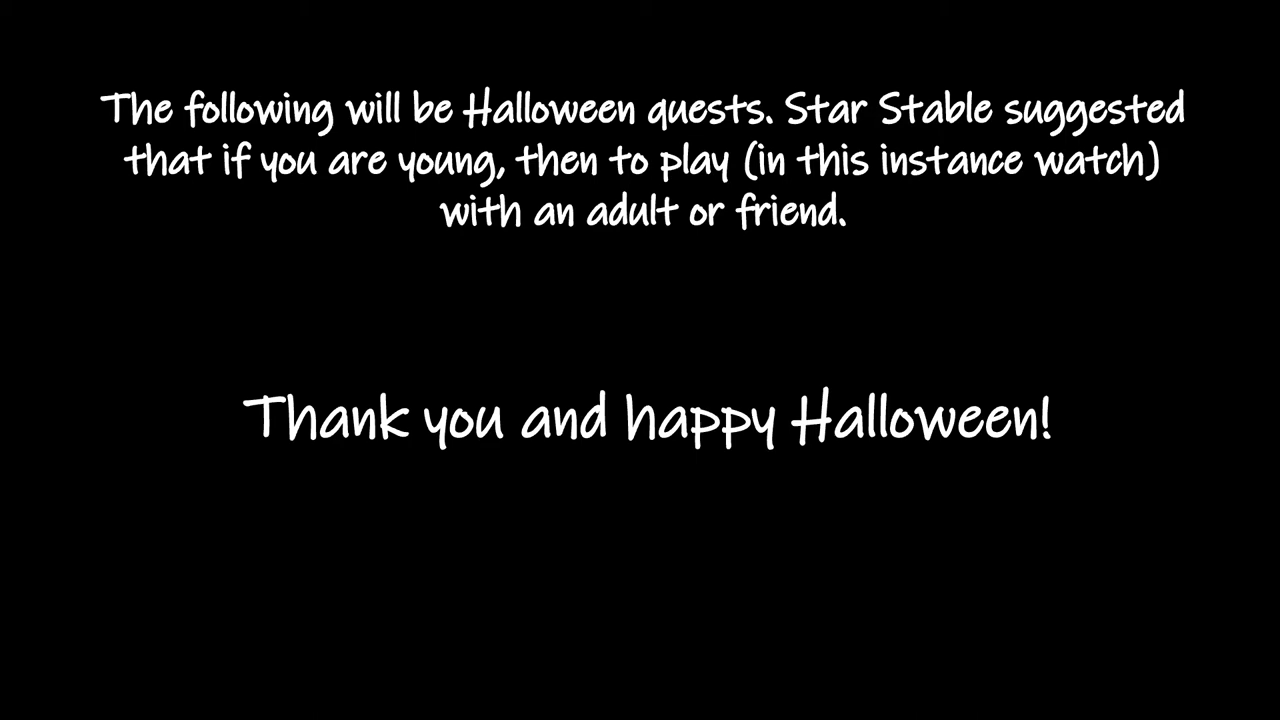 The following will be Halloween quests. Star Stable suggested
that if you are young, then to play (in this instance watch)
with an adult or friend.
Thank you and happy Halloween!